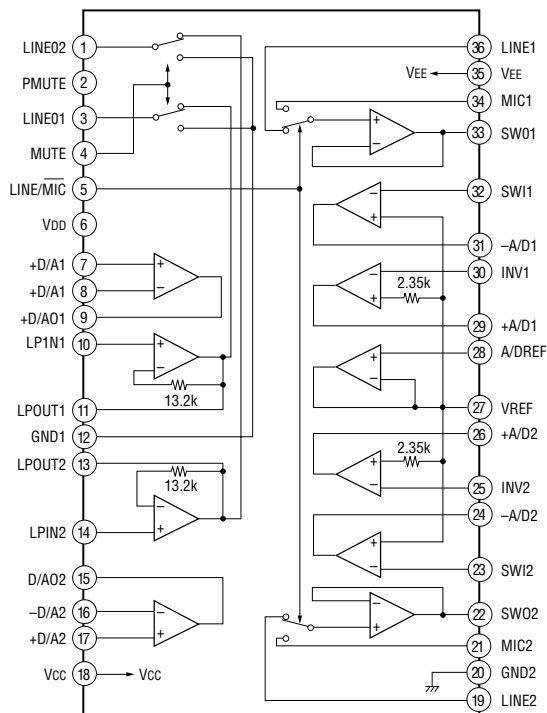 LINE02
1
PMUTE
2
LINE01
3
MUTE
4
LINE/MIC
5
VDD
6
+D/A1
7
+D/A1
8
+D/AO1
9
LP1N1
10
LPOUT1
11
GND1
12
LPOUT2
13
LPIN2
14
D/AO2
15
–D/A2
16
+D/A2
17
VCC
18
VCC
+
–
+
–
13.2k
13.2k
–
+
–
+
36
LINE1
VEE
35
VEE
34
MIC1
33
SW01
32
SWI1
31
–A/D1
30
INV1
29
+A/D1
28
A/DREF
27
VREF
26
+A/D2
25
INV2
24
–A/D2
23
SWI2
22
SWO2
21
MIC2
20
GND2
19
LINE2
+
–
–
+
–
+
2.35k
+
–
+
–
2.35k
+
–
–
+